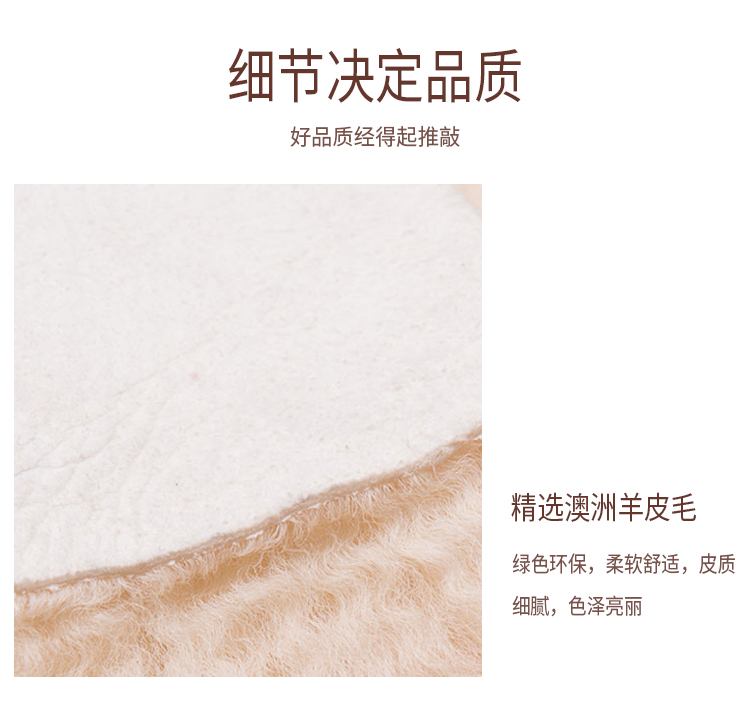 细节决定品质
好品质经得起推敲
精选澳洲羊皮毛
绿色环保，柔软舒适，皮质
细腻，色泽亮丽